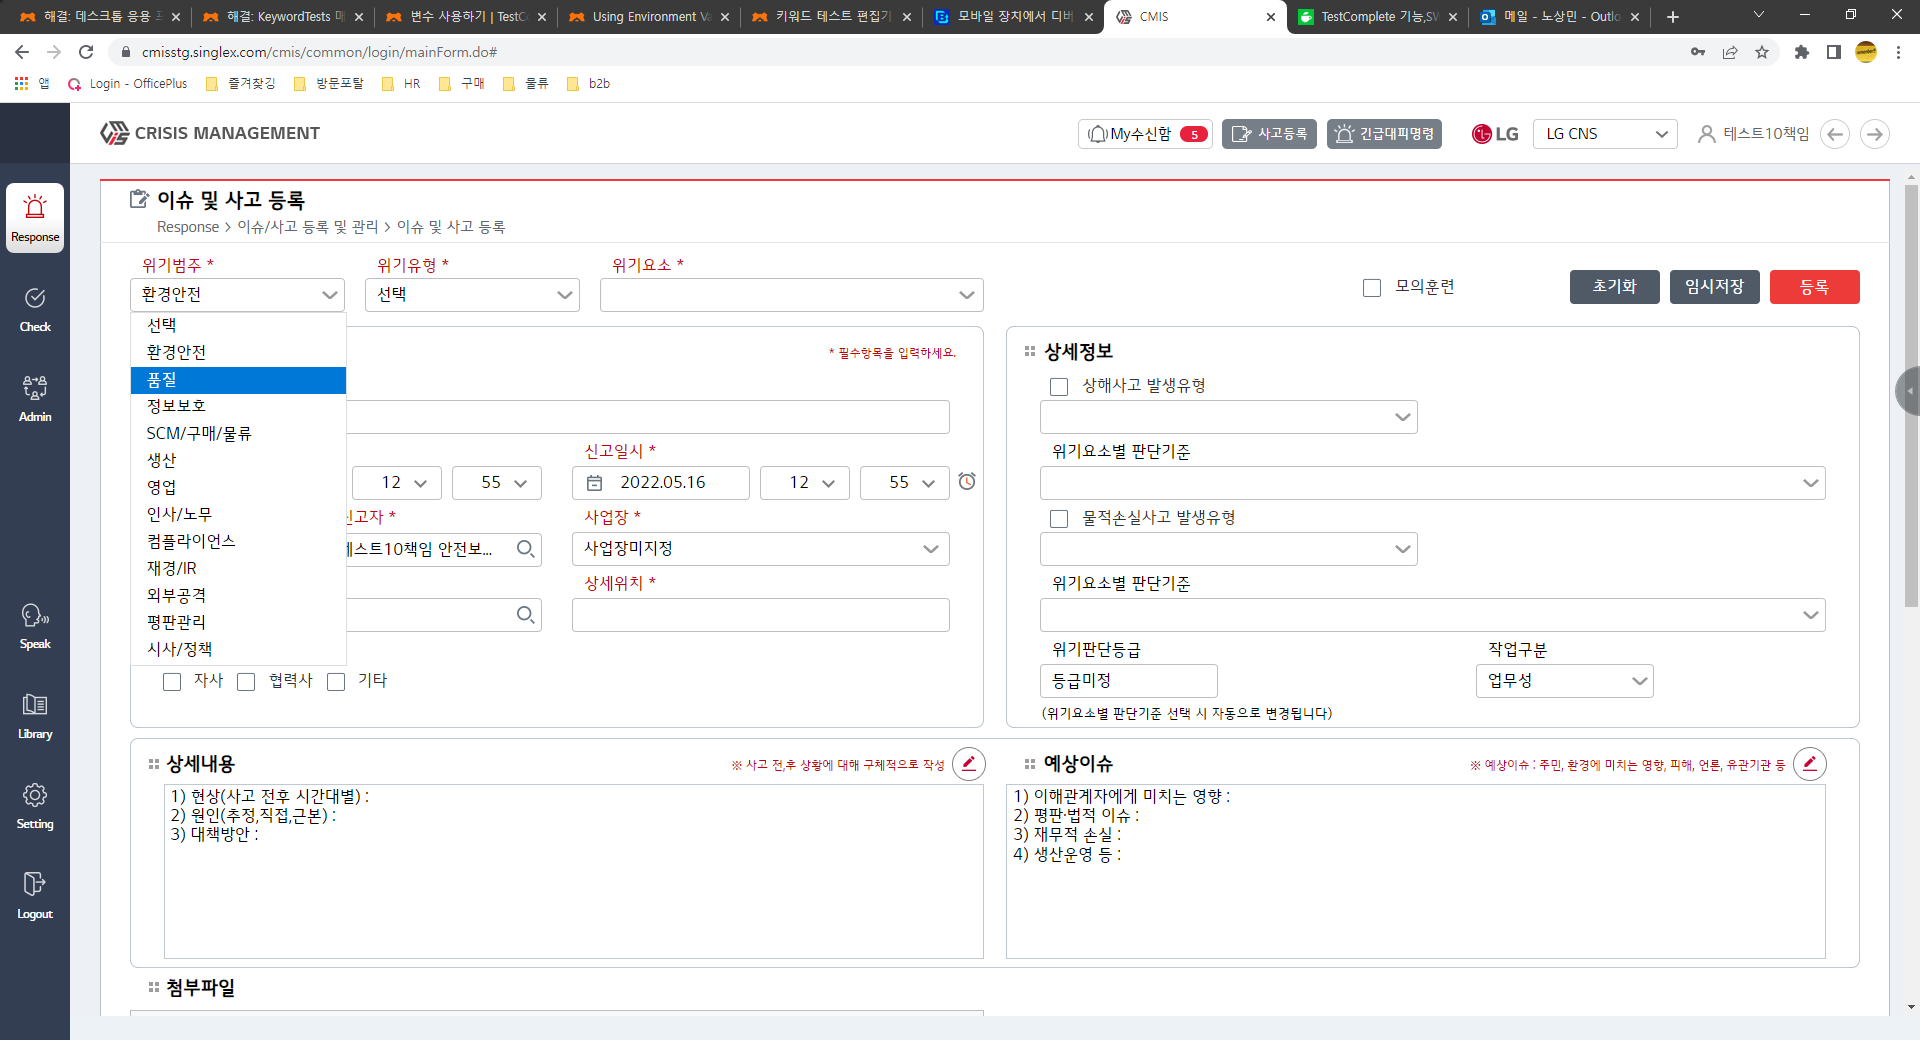 해결: 데스크톱 응용
해결: KeywordTests
변수 사용하기 | TestC
Using Environment Va
키워드 테스트 편집기
모바일 장치에서 디버
CMIS
TestComplete 기능,SV
메일 - 노상민 - Outlo
cmisstg.singlex.com/cmis/common/login/mainForm.do#
앱
Login - OfficePlus
즐겨찾깅
방문포탈
HR
구매
물류
b2b
CRISIS MANAGEMENT
My수신함 5
사고등록
긴급대피명령
LG
LG CNS
테스트10책임
이슈 및 사고 등록
Response > 이슈/사고 등록 및 관리 > 이슈 및 사고 등록
Response
Check
Admin
Speak
Library
Setting
Logout
위기범주 *
위기유형 *
위기요소 *
환경안전
선택
모의훈련
초기화
임시저장
등록
선택
환경안전
품질
정보보호
SCM/구매/물류
생산
영업
인사/노무
컴플라이언스
재경/IR
외부공격
평판관리
시사/정책
* 필수항목을 입력하세요.
신고일시 *
12
55
2022.05.16
12
55
신고자 *
사업장 *
테스트10책임 안전보...
사업장미지정
상세위치 *
자사
협력사
기타
상세정보
상해사고 발생유형
위기요소별 판단기준
물적손실사고 발생유형
위기요소별 판단기준
위기판단등급
작업구분
등급미정
업무성
(위기요소별 판단기준 선택 시 자동으로 변경됩니다)
상세내용
※ 사고 전,후 상황에 대해 구체적으로 작성
1) 현상(사고 전후 시간대별) :
2) 원인(추정,직접,근본) :
3) 대책방안 :
예상이슈
※ 예상이슈 : 주민, 환경에 미치는 영향, 피해, 언론, 유관기관 등
1) 이해관계자에게 미치는 영향 :
2) 평판·법적 이슈 :
3) 재무적 손실 :
4) 생산운영 등 :
첨부파일